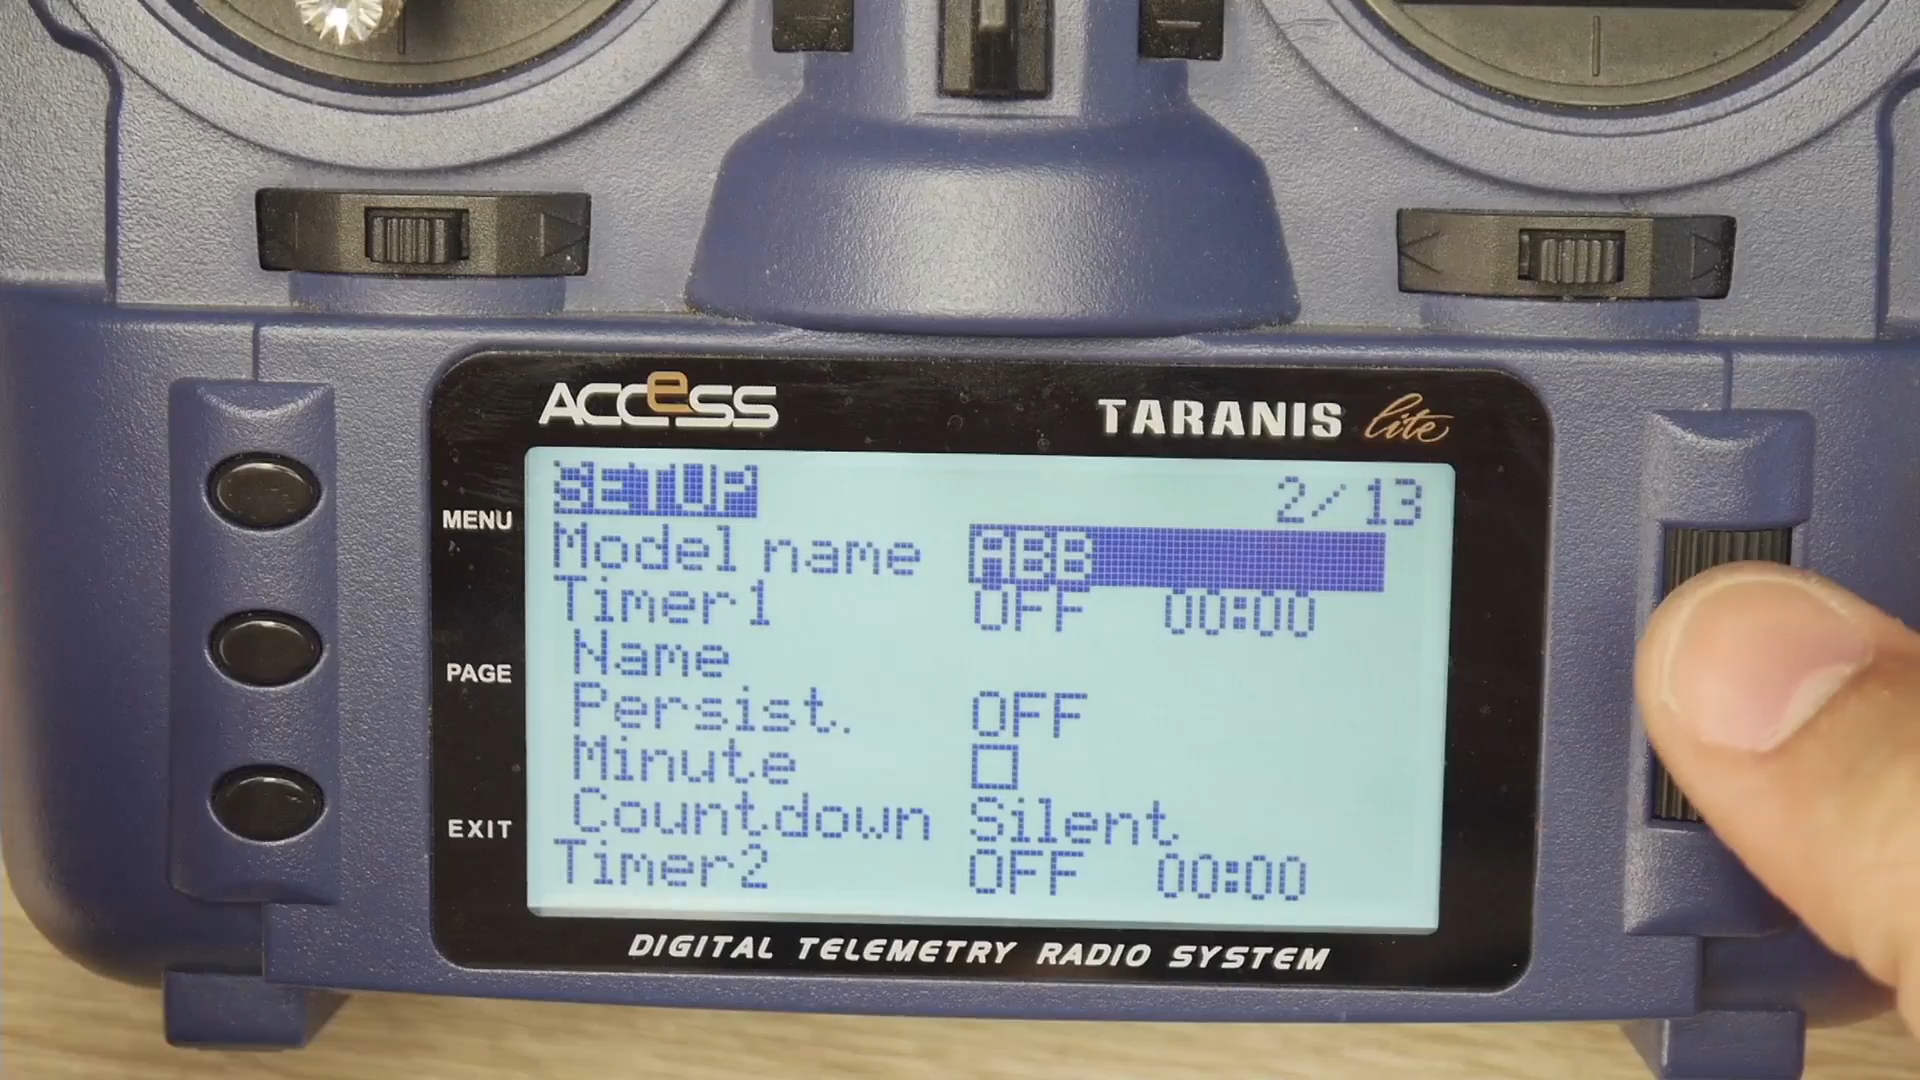 ACCeSS
TARANIS lite
MENU
PAGE
EXIT
SETUP 2/13
Model name ABB
Timer1 OFF 00:00
Name
Persist. OFF
Minute
Countdown Silent
Timer2 OFF 00:00
DIGITAL TELEMETRY RADIO SYSTEM